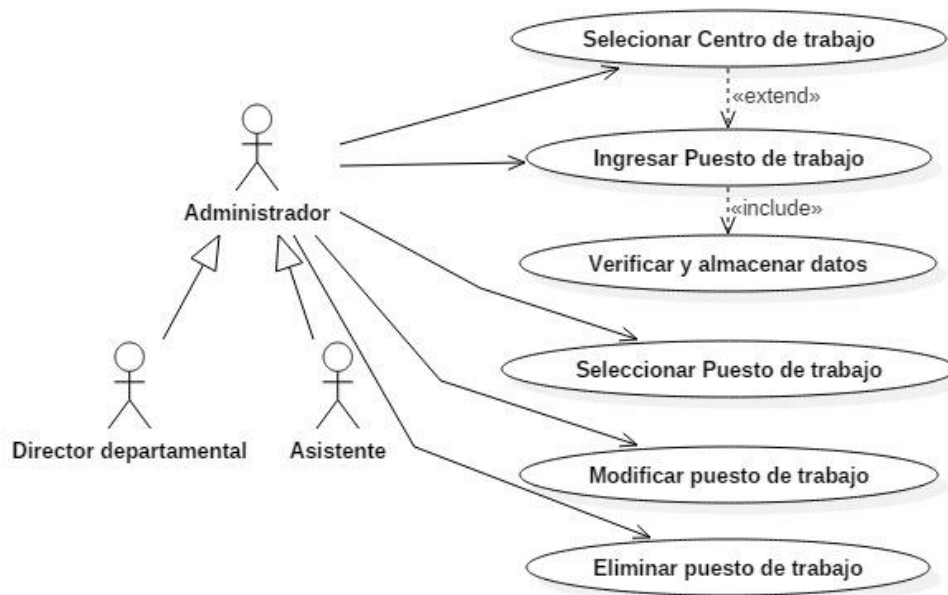 Selecionar Centro de trabajo
«extend»
Ingresar Puesto de trabajo
Administrador
«include»
Verificar y almacenar datos
Seleccionar Puesto de trabajo
Director departamental
Asistente
Modificar puesto de trabajo
Eliminar puesto de trabajo